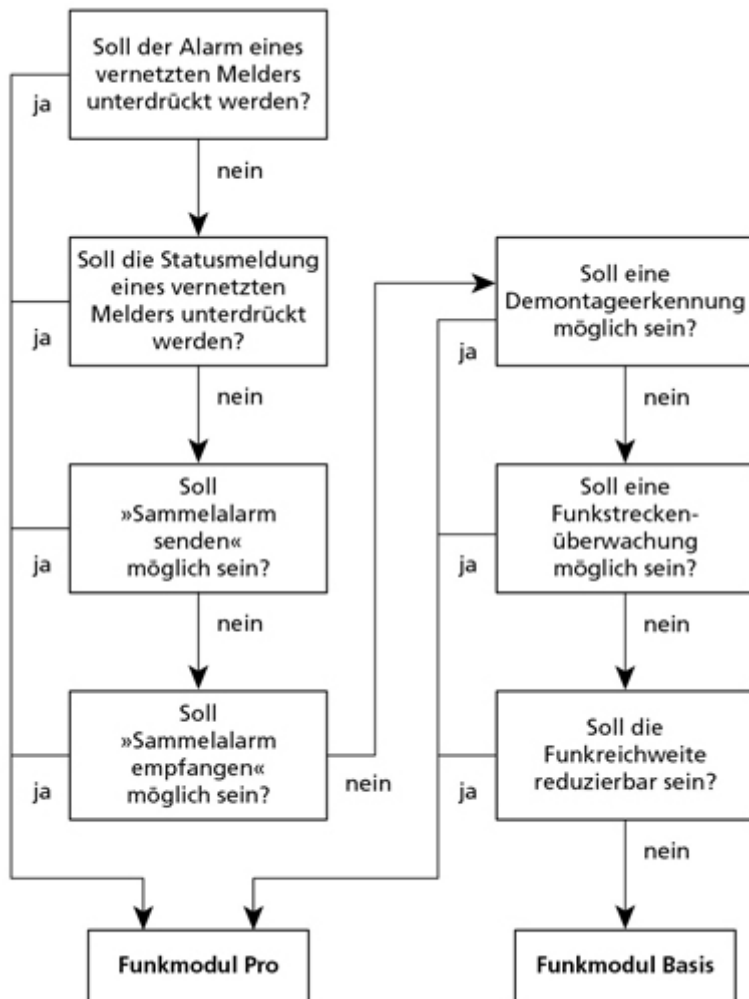 Soll der Alarm eines
vernetzten Melders
unterdrückt werden?
ja
nein
Soll die Statusmeldung
eines vernetzten
Melders unterdrückt
werden?
ja
nein
Soll
»Sammelalarm
senden«
möglich sein?
ja
nein
Soll
»Sammelalarm
empfangen«
möglich sein?
ja
nein
Soll eine
Demontageerkennung
möglich sein?
ja
nein
Soll eine
Funkstrecken-
überwachung
möglich sein?
ja
nein
Soll die
Funkreichweite
reduzierbar sein?
ja
nein
Funkmodul Pro
Funkmodul Basis